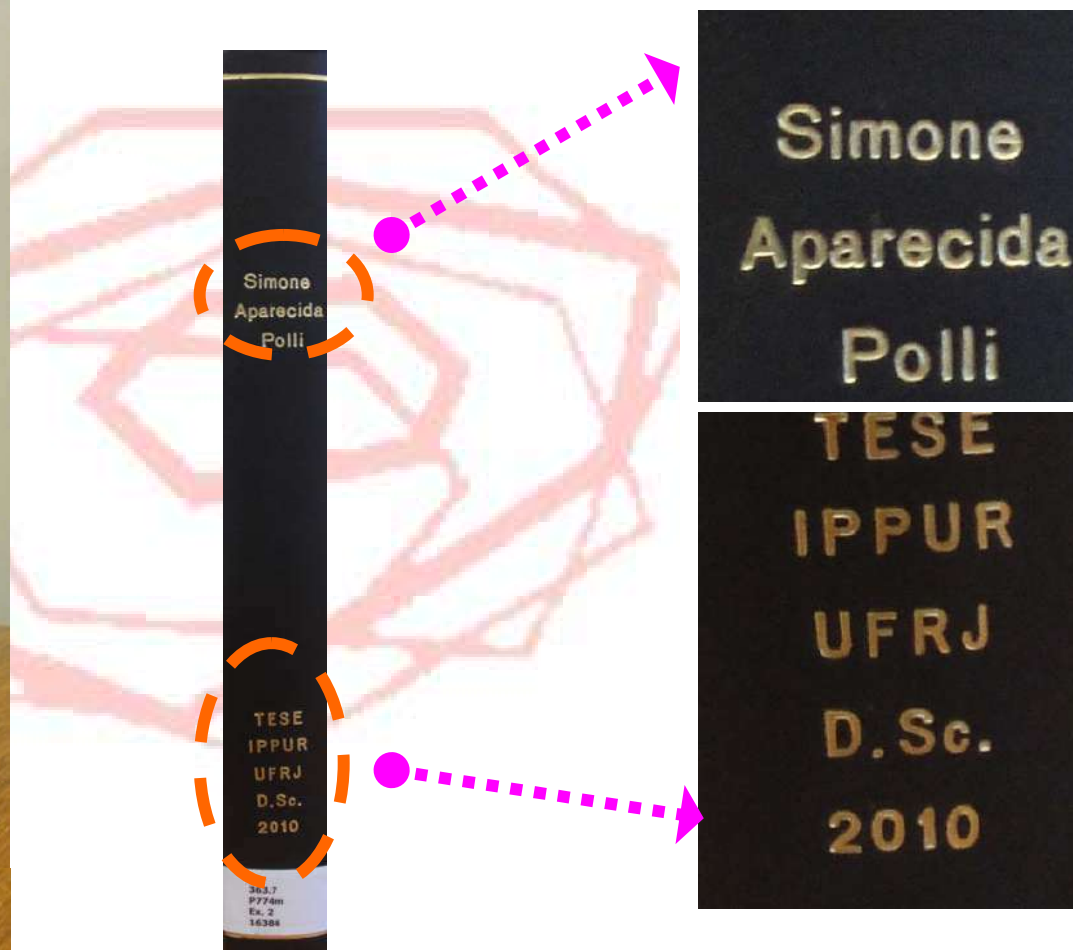 Simone
Aparecida
Polli
TESE
IPPUR
UFRJ
D.Sc.
2010
363.7
P774m
Ex. 2
16386
Simone
Aparecida
Polli
TESE
IPPUR
UFRJ
D.Sc.
2010